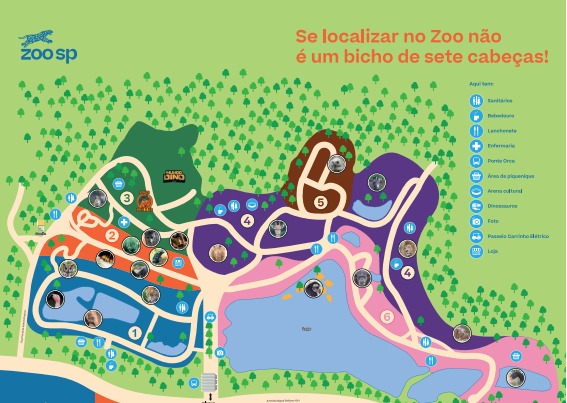 zoo sp
Se localizar no Zoo não
é um bicho de sete cabeças!
Aqui tem:
Sanitários
Bebedouro
Lanchonete
Enfermaria
Ponte Orca
Área de piquenique
Arena cultural
Dinossauros
Foto
Passeio Carrinho Elétrico
Loja
MUNDO
DINO
3
5
2
4
4
1
6